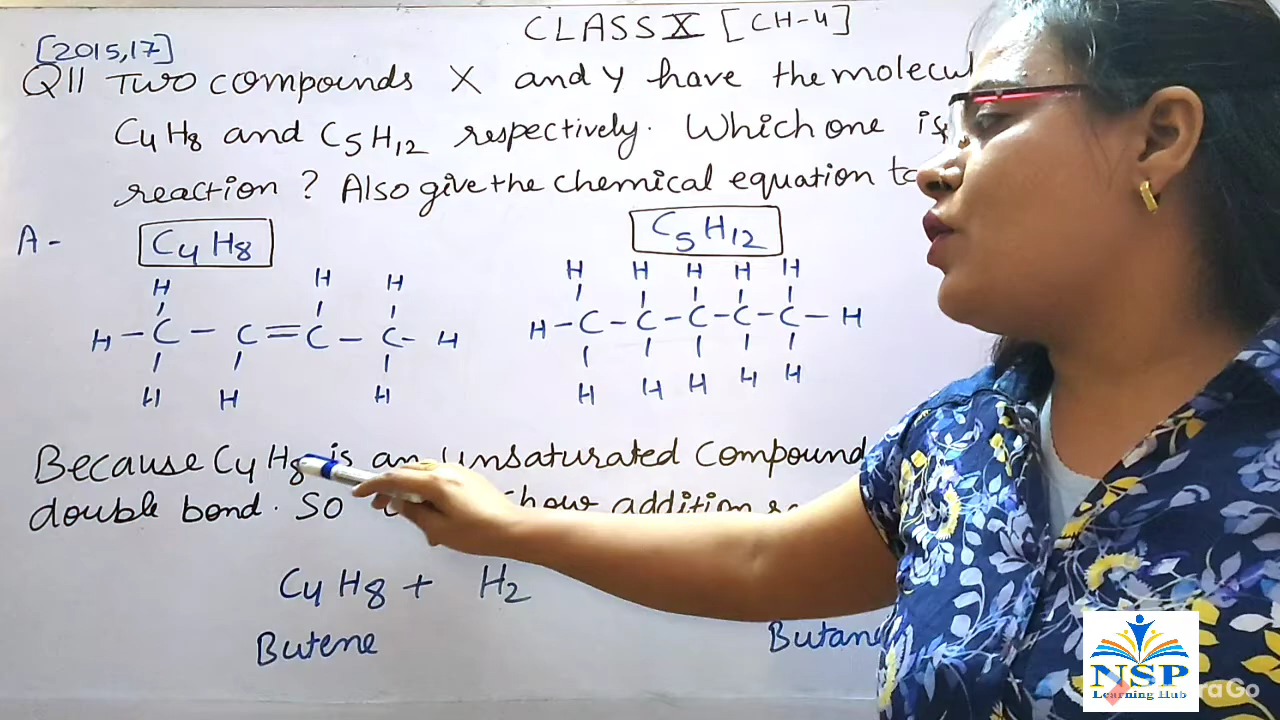 CLASS X [CH-4]
[2015,17]
Q11 Two compounds X and Y have the molecul
C4H8 and C5H12 respectively. Which one is
reaction ? Also give the chemical equation to
A- C4H8 C5H12
H H H H H H H H
H-C-C=C-C-H H-C-C-C-C-C-H
H H H H H H H H
Because C4H8 is an unsaturated compound
double bond. So show addition
C4H8 + H2
Butene Butane
NSP
Learning Hub
raGo